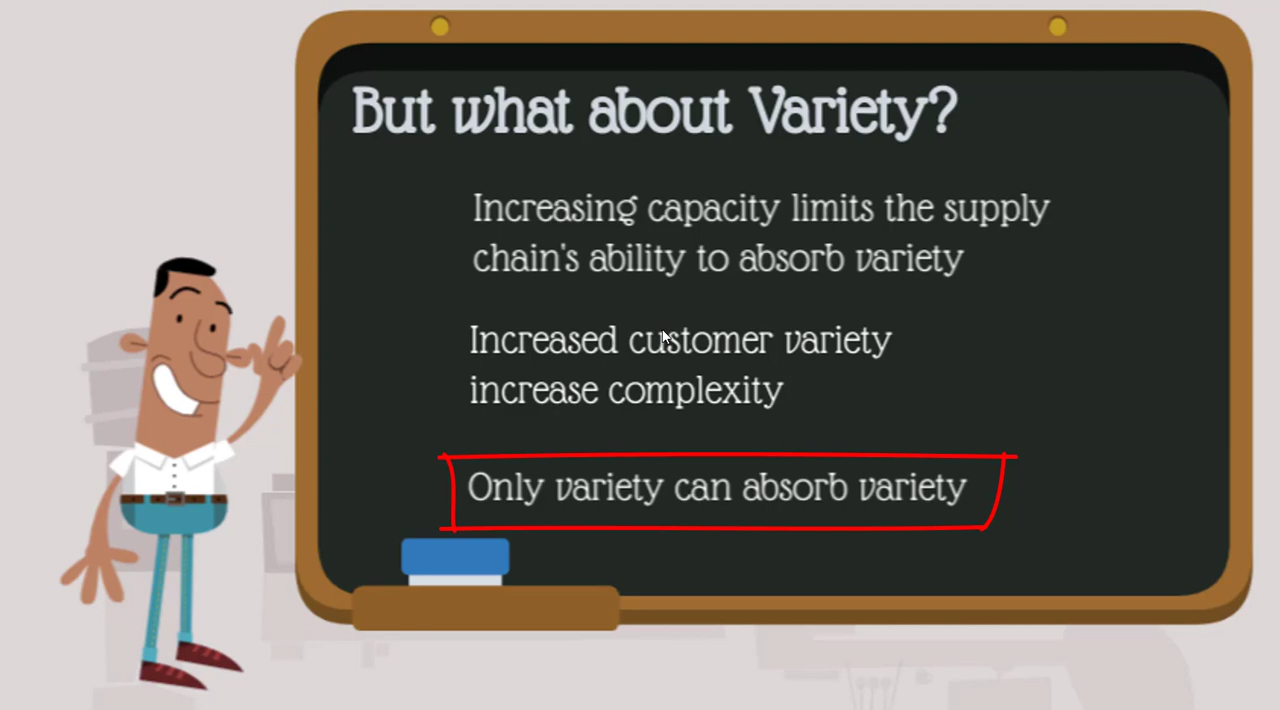 But what about Variety?
Increasing capacity limits the supply
chain's ability to absorb variety
Increased customer variety
increase complexity
Only variety can absorb variety